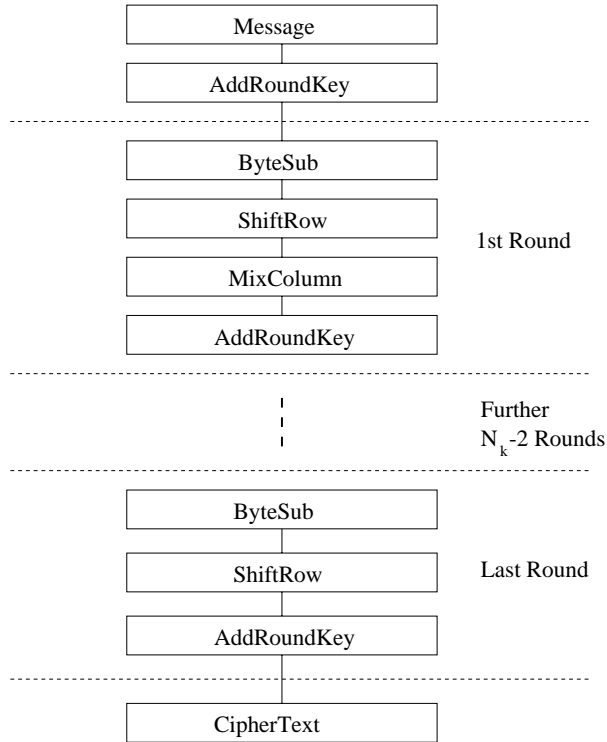 Message
AddRoundKey
ByteSub
ShiftRow
1st Round
MixColumn
AddRoundKey
Further
N_k-2 Rounds
ByteSub
ShiftRow
Last Round
AddRoundKey
CipherText